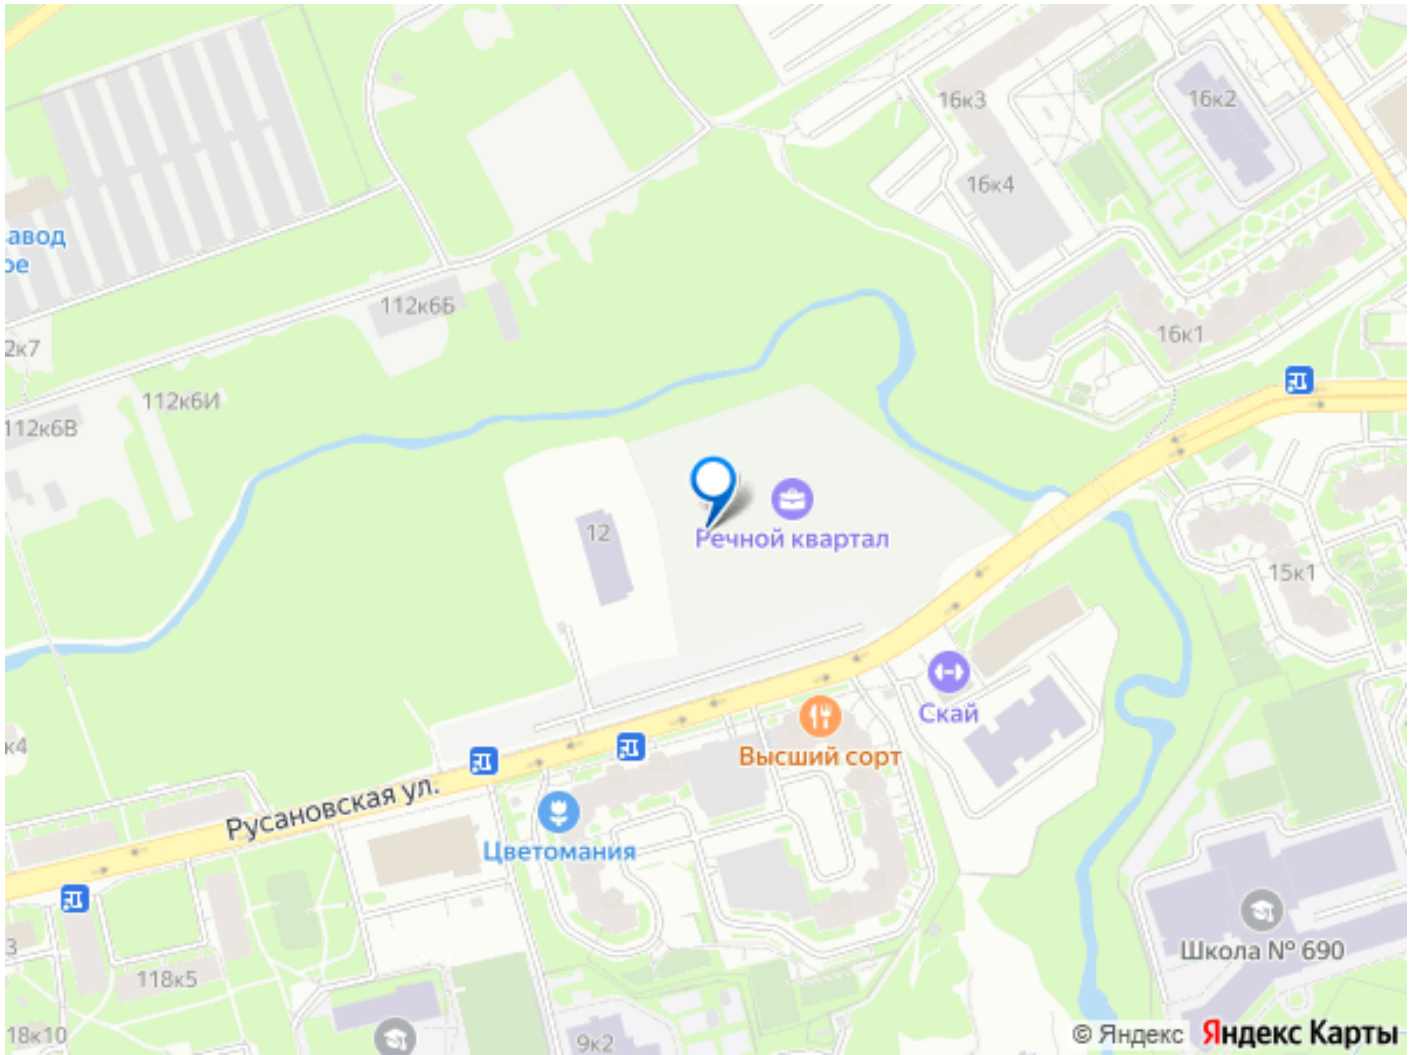 16к3
16к2
16к4
авод
ое
112к6Б
2к7
16к1
112к6И
112к6В
12
Речной квартал
15к1
Скай
к4
Высший сорт
Русановская ул.
Цветомания
3
Школа № 690
118к5
18к10
9к2
© Яндекс Яндекс Карты